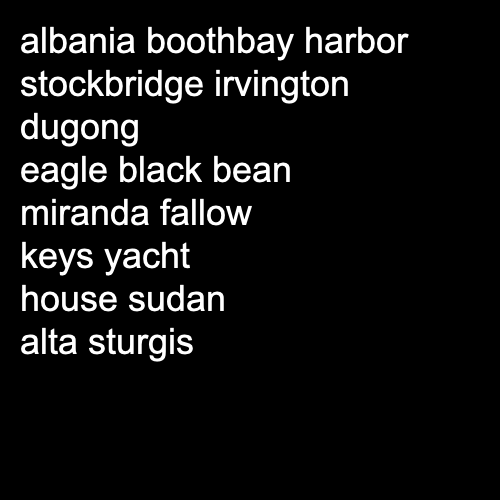 albania boothbay harbor
stockbridge irvington
dugong
eagle black bean
miranda fallow
keys yacht
house sudan
alta sturgis